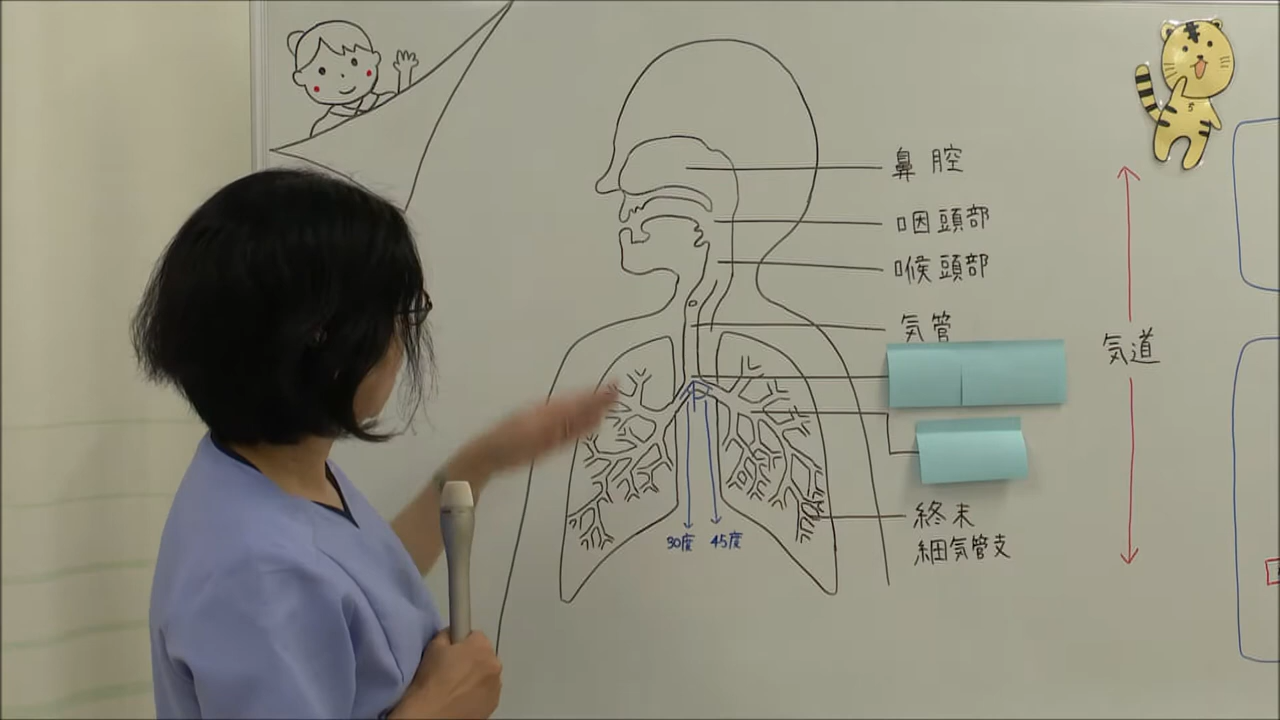 鼻腔
咽頭部
喉頭部
気管
気道
終末
細気管支
30度 45度